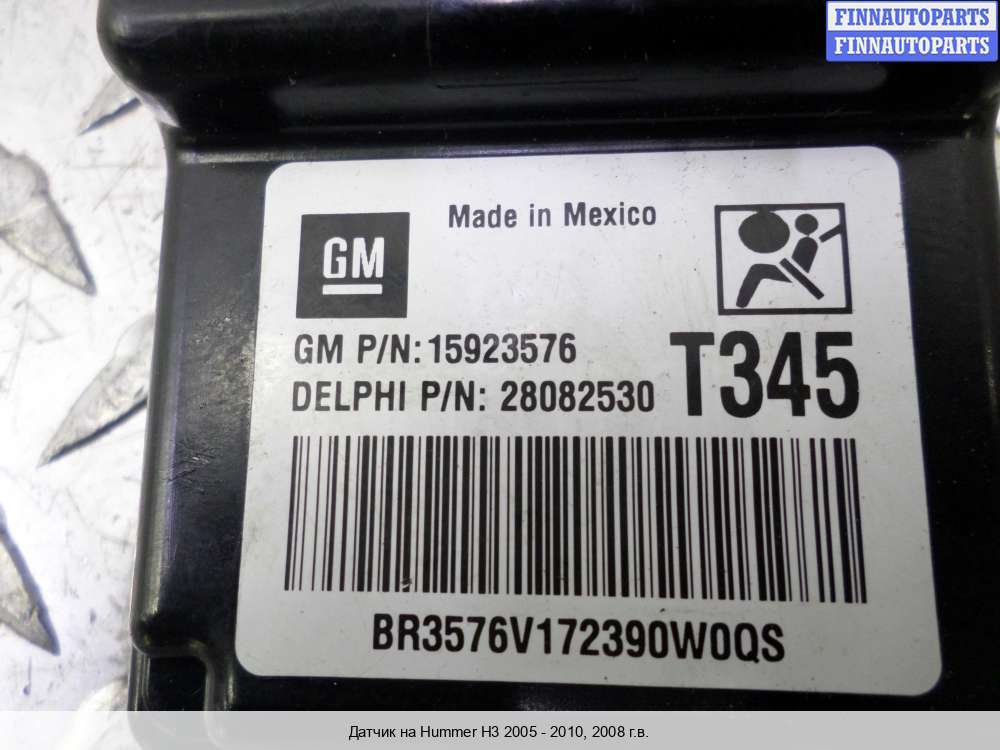 FINNAUTOPARTS
FINNAUTOPARTS
Made in Mexico
GM
GM P/N: 15923576
DELPHI P/N: 28082530
T345
BR3576V172390W0QS
Датчик на Hummer H3 2005 - 2010, 2008 г.в.